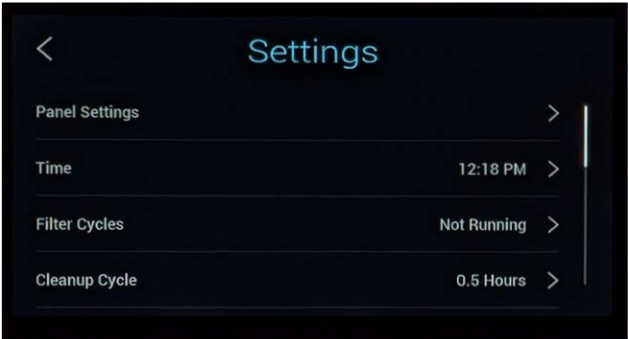 Settings
Panel Settings
Time 12:18 PM
Filter Cycles Not Running
Cleanup Cycle 0.5 Hours